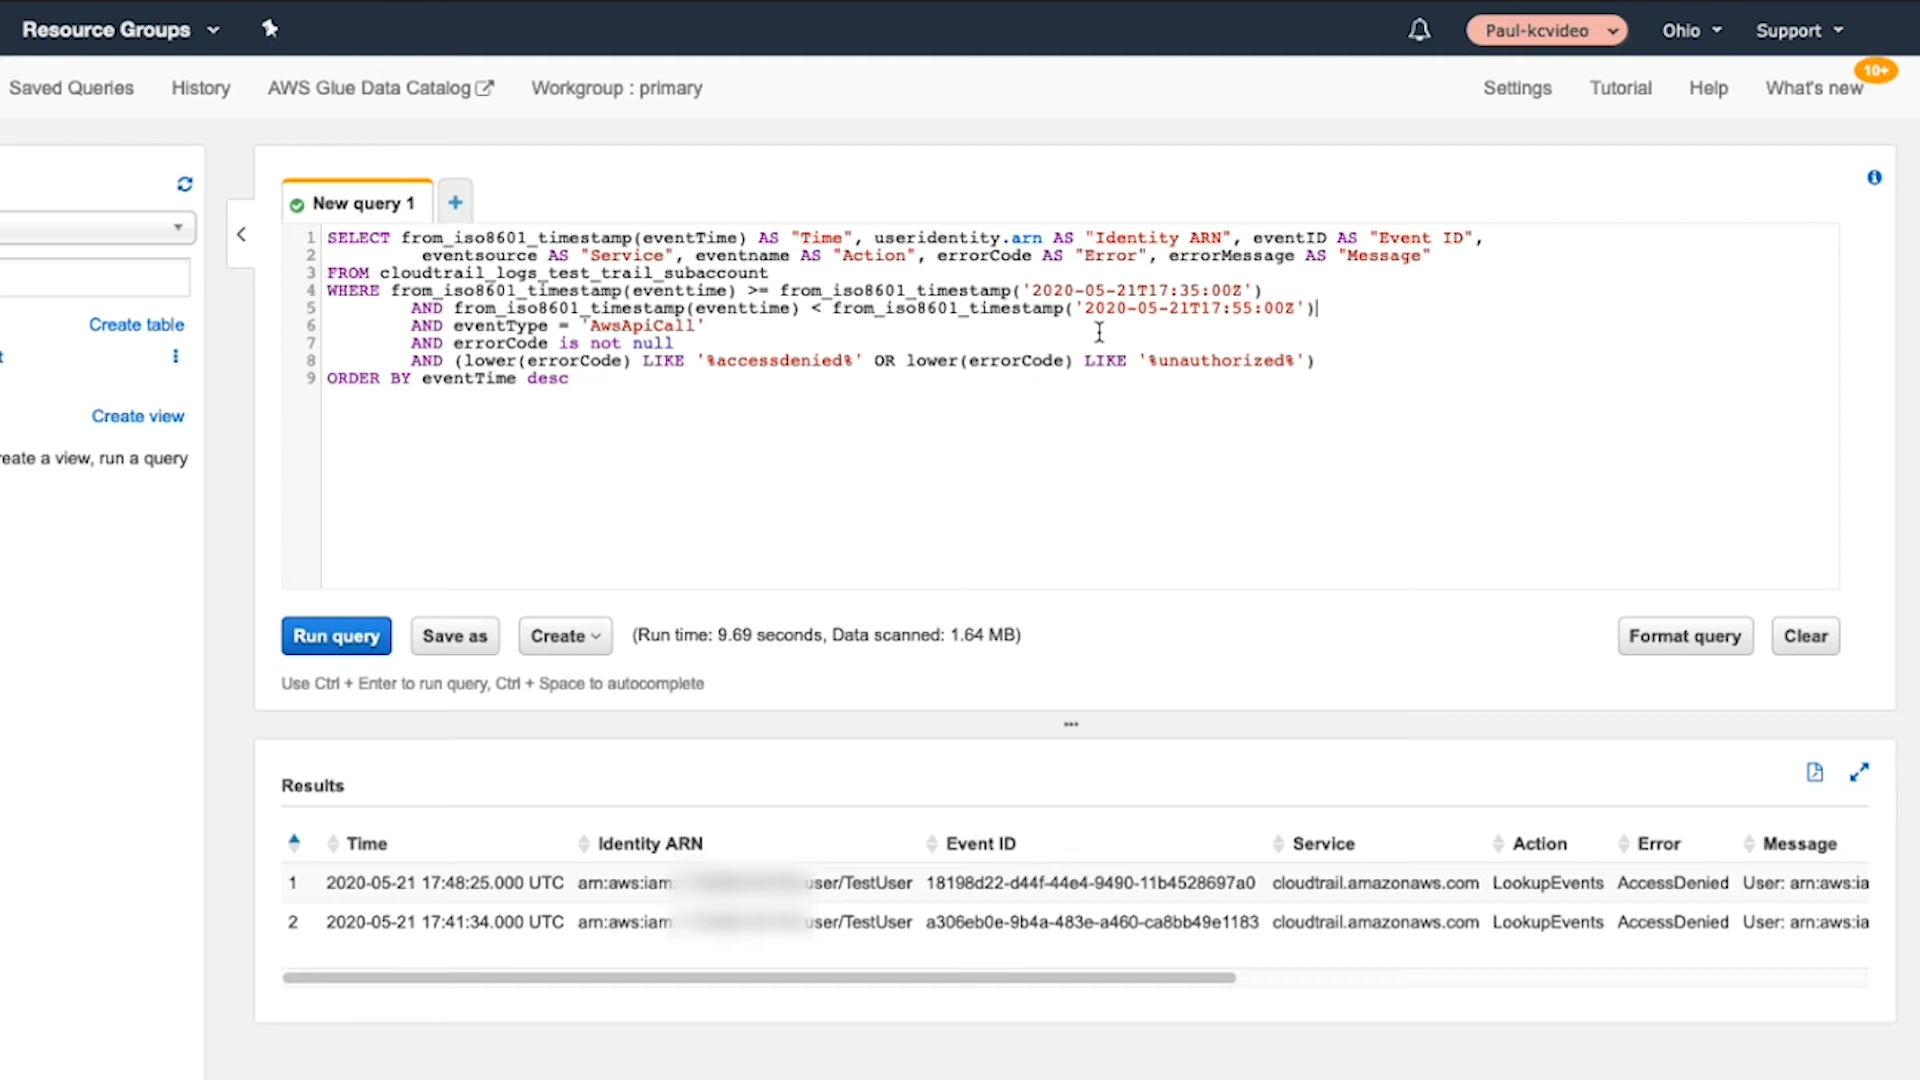 Resource Groups
Paul-kcvideo
Ohio
Support
Saved Queries
History
AWS Glue Data Catalog
Workgroup : primary
Settings
Tutorial
Help
What's new
10+
Create table
Create view
eate a view, run a query
New query 1
+
1 SELECT from_iso8601_timestamp(eventTime) AS "Time", useridentity.arn AS "Identity ARN", eventID AS "Event ID",
2 eventsource AS "Service", eventname AS "Action", errorCode AS "Error", errorMessage AS "Message"
3 FROM cloudtrail_logs_test_trail_subaccount
4 WHERE from_iso8601_timestamp(eventtime) >= from_iso8601_timestamp('2020-05-21T17:35:00Z')
5 AND from_iso8601_timestamp(eventtime) < from_iso8601_timestamp('2020-05-21T17:55:00Z')
6 AND eventType = 'AwsApiCall'
7 AND errorCode is not null
8 AND (lower(errorCode) LIKE '%accessdenied%' OR lower(errorCode) LIKE '%unauthorized%')
9 ORDER BY eventTime desc
Run query
Save as
Create
(Run time: 9.69 seconds, Data scanned: 1.64 MB)
Format query
Clear
Use Ctrl + Enter to run query, Ctrl + Space to autocomplete
Results
Time Identity ARN Event ID Service Action Error Message
1 2020-05-21 17:48:25.000 UTC arn:aws:iam: user/TestUser 18198d22-d44f-44e4-9490-11b4528697a0 cloudtrail.amazonaws.com LookupEvents AccessDenied User: arn:aws:ia
2 2020-05-21 17:41:34.000 UTC arn:aws:iam: user/TestUser a306eb0e-9b4a-483e-a460-ca8bb49e1183 cloudtrail.amazonaws.com LookupEvents AccessDenied User: arn:aws:ia